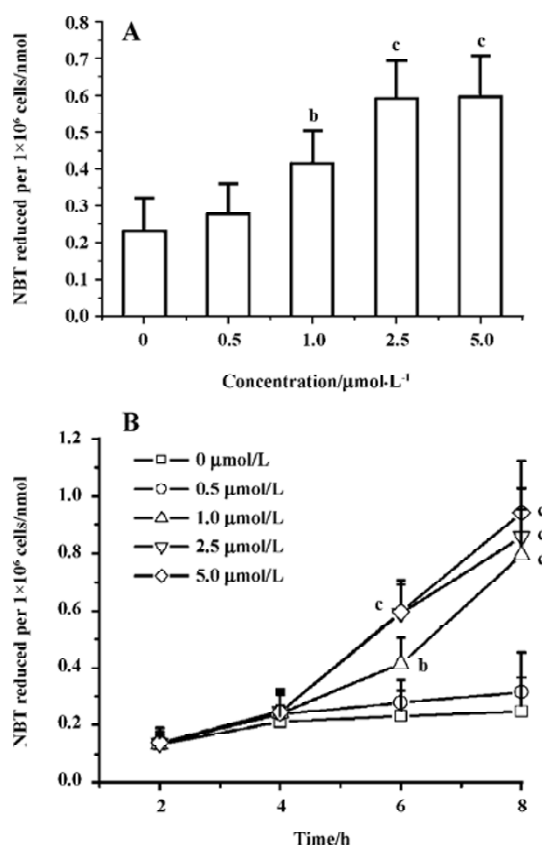 A
NBT reduced per 1×10⁶ cells/nmol
0.8
0.7
0.6
0.5
0.4
0.3
0.2
0.1
0.0
b
c
c
0 0.5 1.0 2.5 5.0
Concentration/μmol·L⁻¹
B
NBT reduced per 1×10⁶ cells/nmol
1.2
1.0
0.8
0.6
0.4
0.2
0.0
0 μmol/L
0.5 μmol/L
1.0 μmol/L
2.5 μmol/L
5.0 μmol/L
c
b
c
c
c
2 4 6 8
Time/h